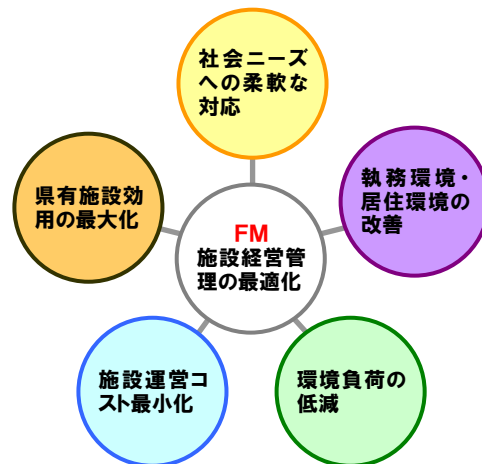 社会ニーズ
への柔軟な
対応
執務環境・
居住環境の
改善
県有施設効
用の最大化
FM
施設経営管
理の最適化
施設運営コ
スト最小化
環境負荷の
低減